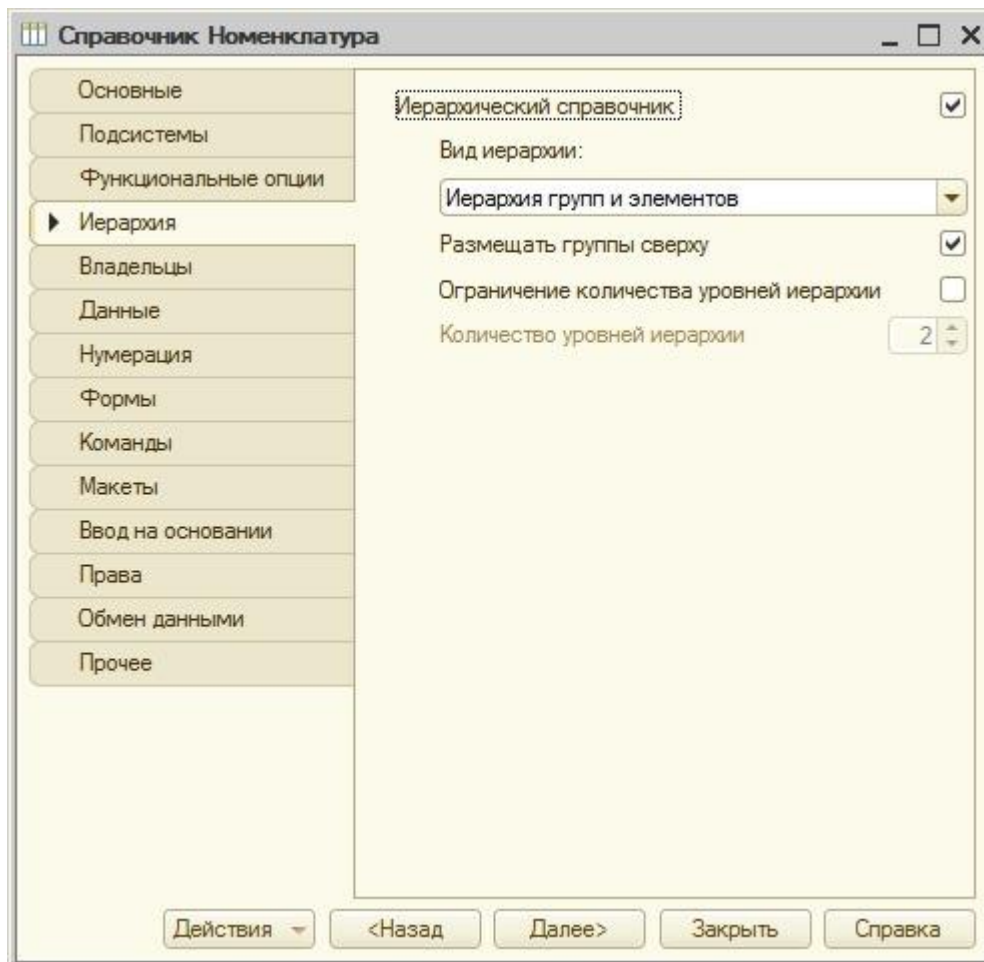 Справочник Номенклатура
Основные
Подсистемы
Функциональные опции
Иерархия
Владельцы
Данные
Нумерация
Формы
Команды
Макеты
Ввод на основании
Права
Обмен данными
Прочее
Иерархический справочник
Вид иерархии:
Иерархия групп и элементов
Размещать группы сверху
Ограничение количества уровней иерархии
Количество уровней иерархии 2
Действия <Назад Далее> Закрыть Справка